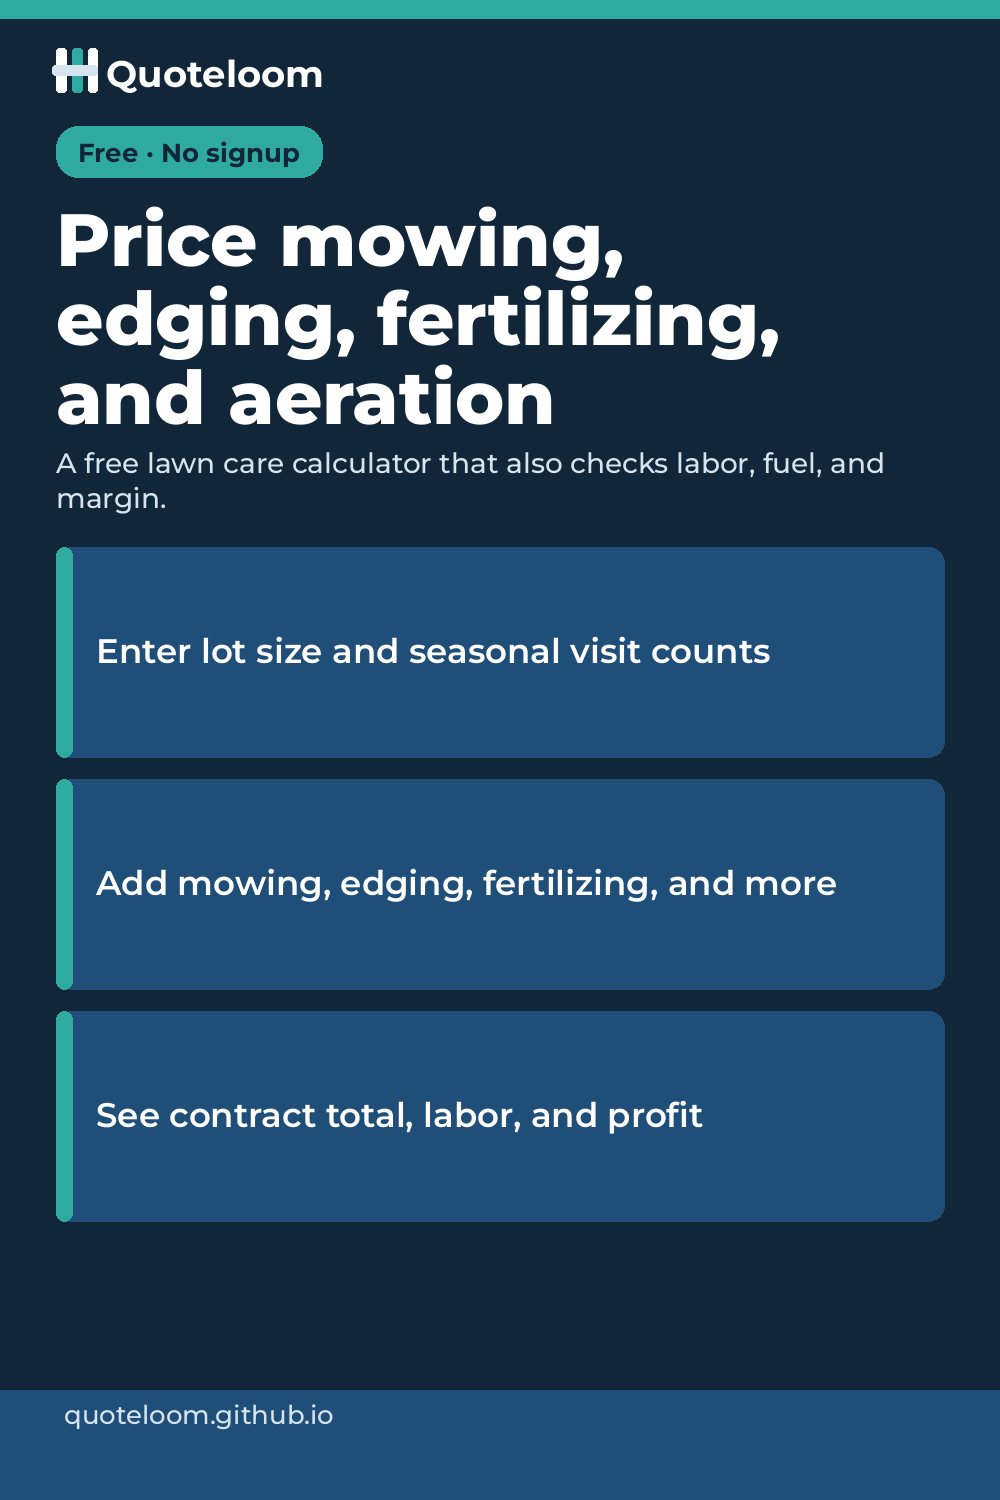 Quoteloom
Free · No signup
Price mowing,
edging, fertilizing,
and aeration
A free lawn care calculator that also checks labor, fuel, and
margin.
Enter lot size and seasonal visit counts
Add mowing, edging, fertilizing, and more
See contract total, labor, and profit
quoteloom.github.io